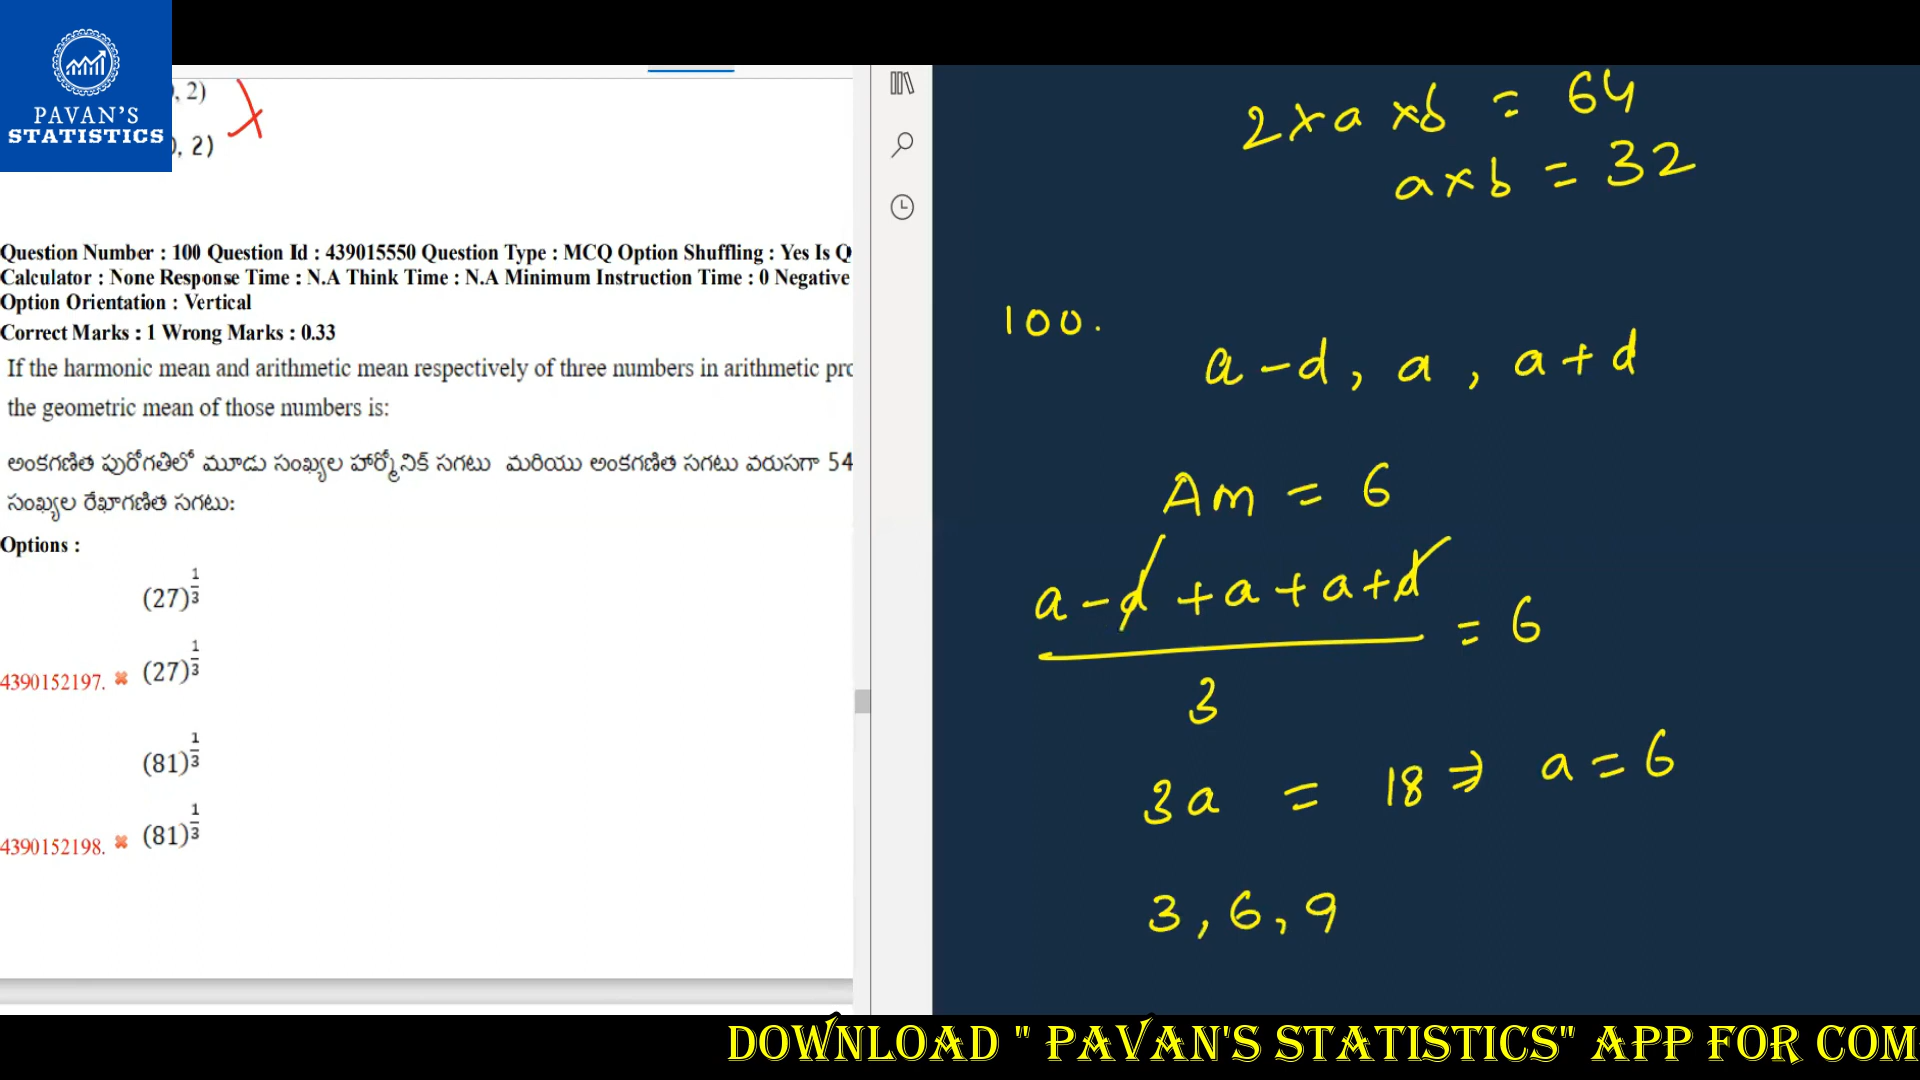 PAVAN'S
STATISTICS
, 2)
), 2)
Question Number : 100 Question Id : 439015550 Question Type : MCQ Option Shuffling : Yes Is Q
Calculator : None Response Time : N.A Think Time : N.A Minimum Instruction Time : 0 Negative
Option Orientation : Vertical
Correct Marks : 1 Wrong Marks : 0.33
If the harmonic mean and arithmetic mean respectively of three numbers in arithmetic pro
the geometric mean of those numbers is:
అంకగణిత పురోగతిలో మూడు సంఖ్యల హార్మోనిక్ సగటు మరియు అంకగణిత సగటు వరుసగా 54
సంఖ్యల రేఖాగణిత సగటు:
Options :
(27)^(1/3)
4390152197. ✖ (27)^(1/3)
(81)^(1/3)
4390152198. ✖ (81)^(1/3)
2 × a × b = 64
a × b = 32
100.
a - d, a, a + d
Am = 6
a - d + a + a + d
= 6
3
3a = 18 ⇒ a = 6
3, 6, 9
DOWNLOAD " PAVAN'S STATISTICS" APP FOR COM